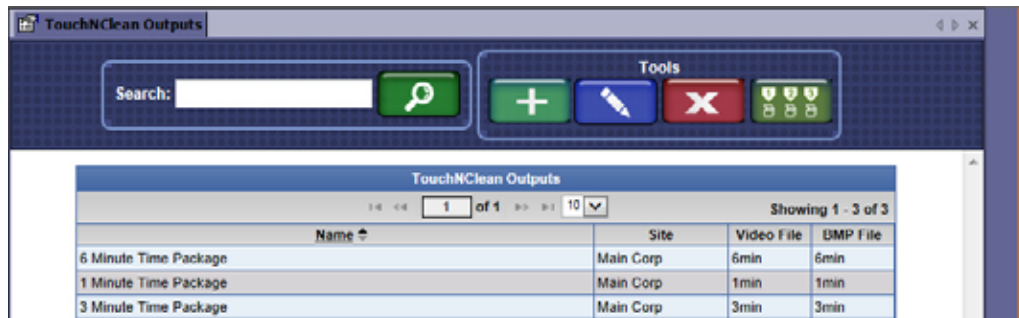 TouchNClean Outputs
Tools
Search:
TouchNClean Outputs
1 of 1 10 Showing 1 - 3 of 3
Name Site Video File BMP File
6 Minute Time Package Main Corp 6min 6min
1 Minute Time Package Main Corp 1min 1min
3 Minute Time Package Main Corp 3min 3min